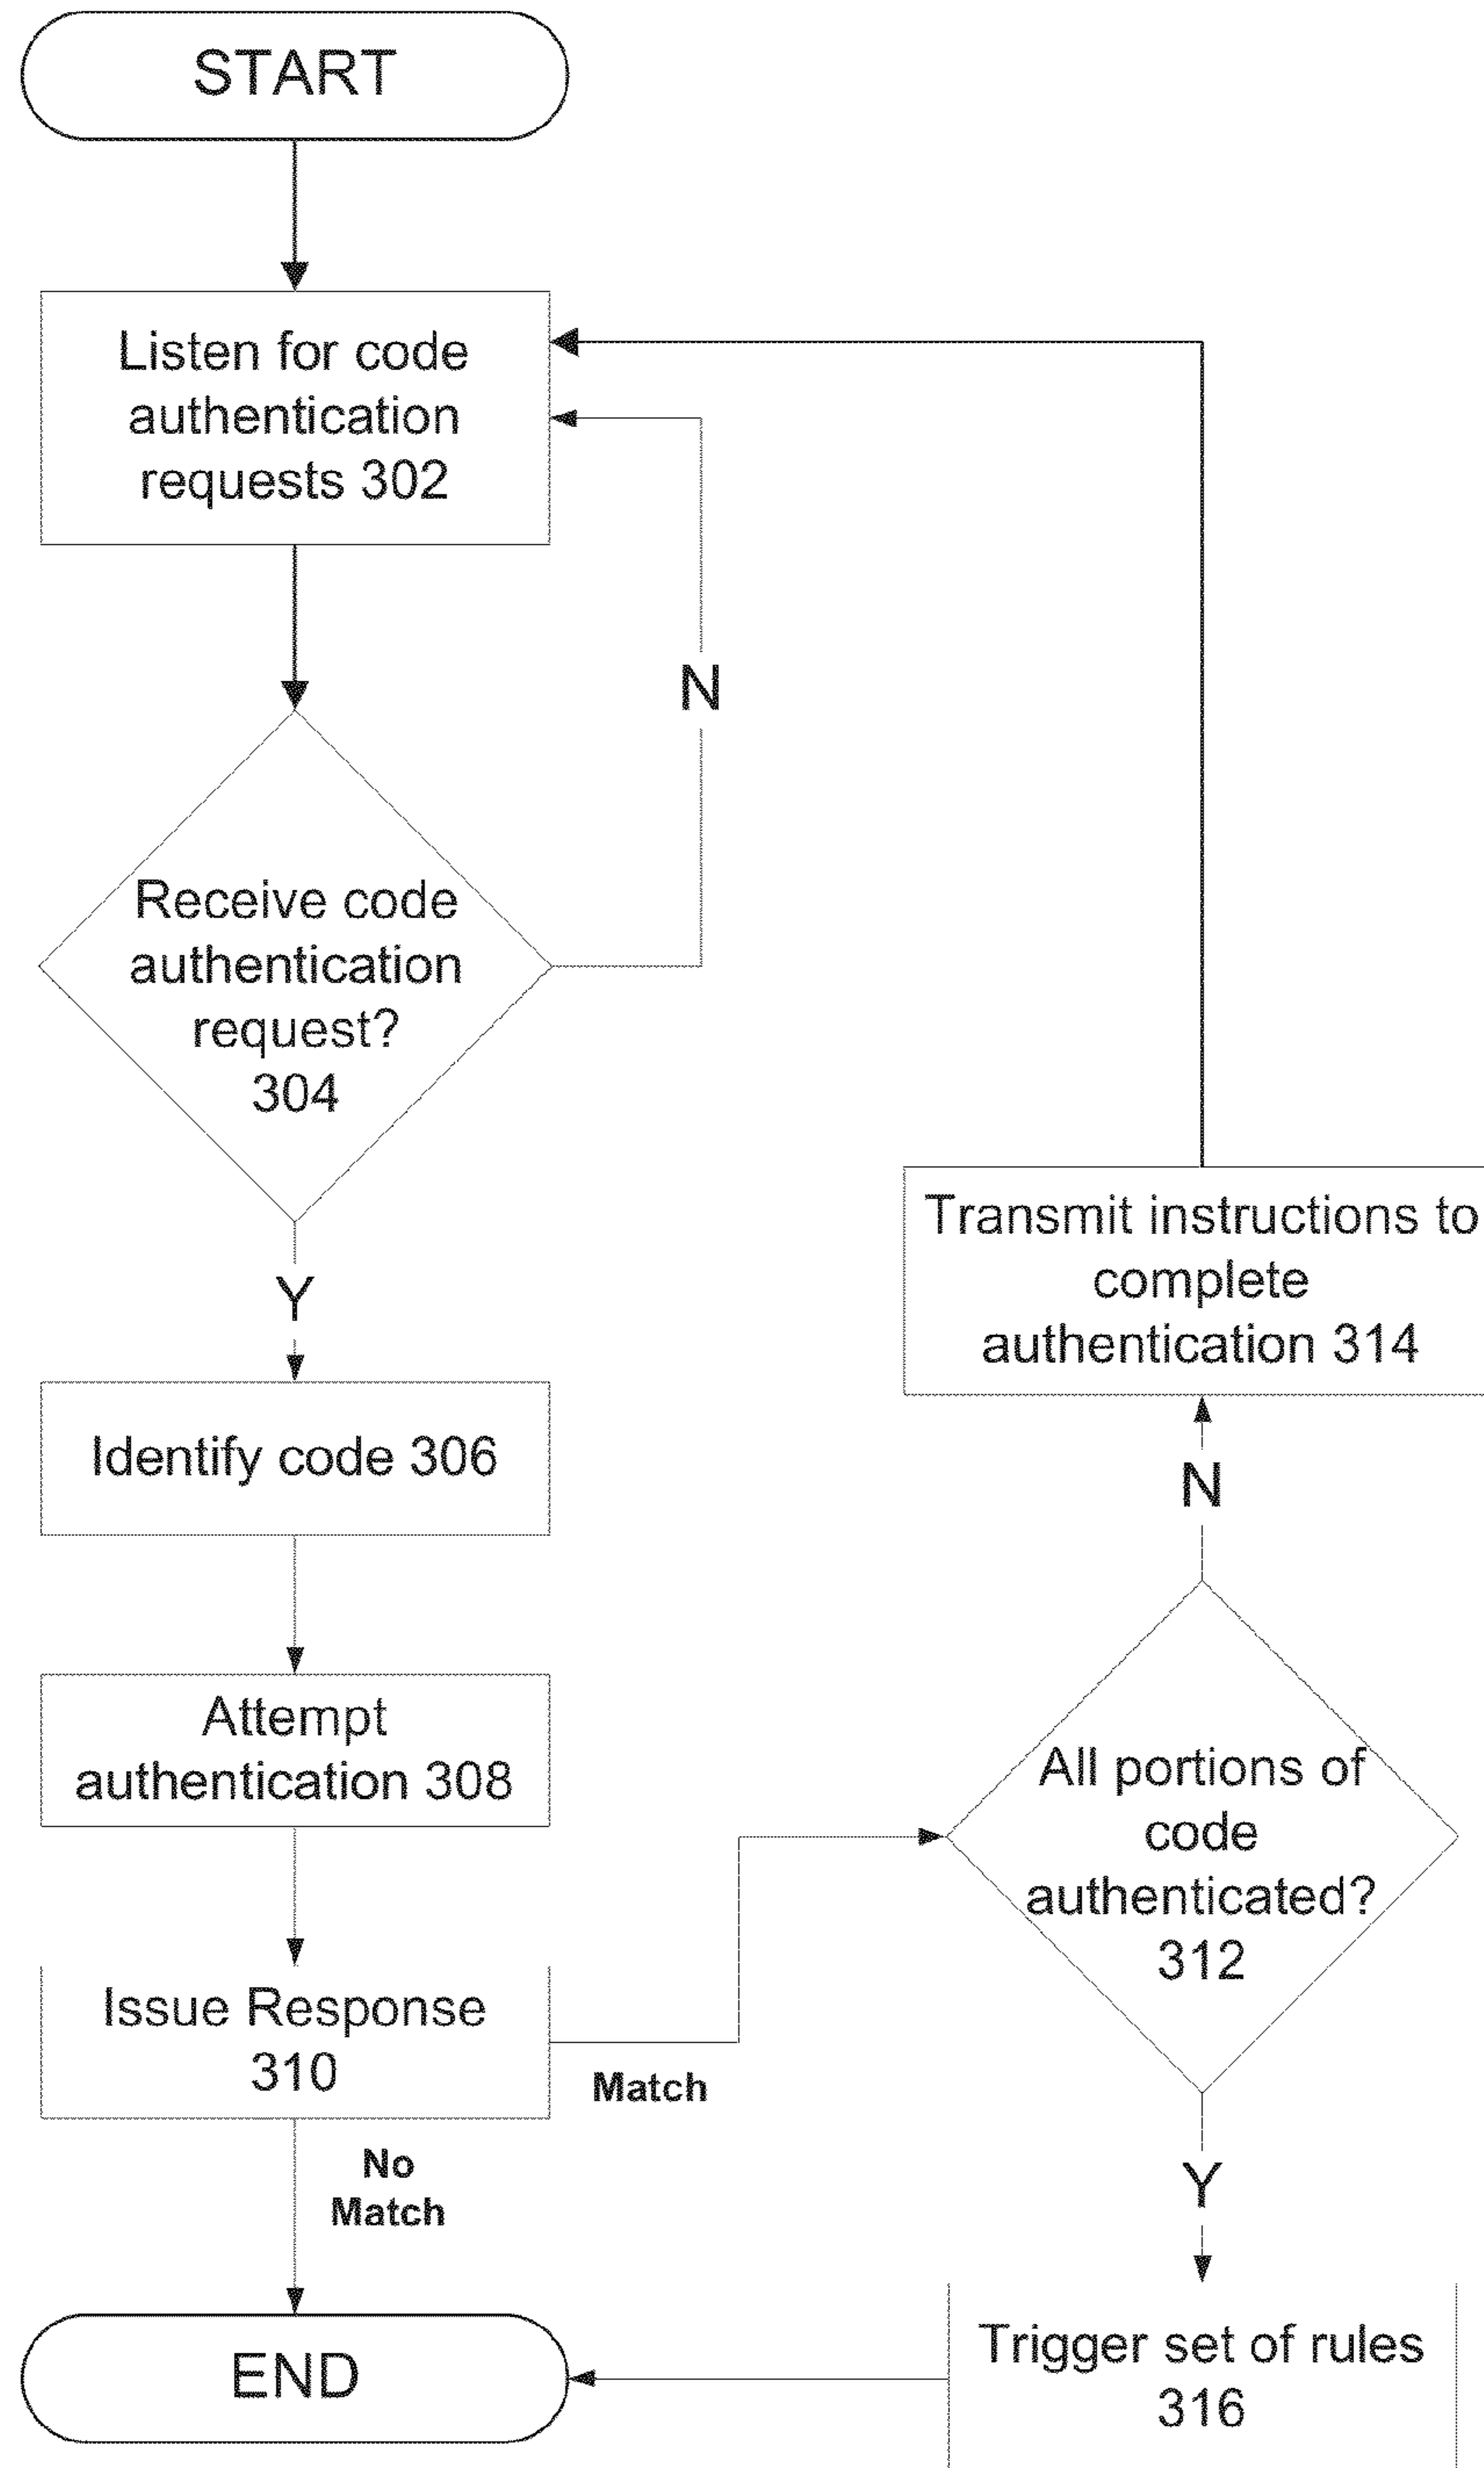 START
Listen for code
authentication
requests 302
N
Receive code
authentication
request?
304
Y
Identify code 306
Attempt
authentication 308
Issue Response
310
Match
No
Match
END
Transmit instructions to
complete
authentication 314
N
All portions of
code
authenticated?
312
Y
Trigger set of rules
316